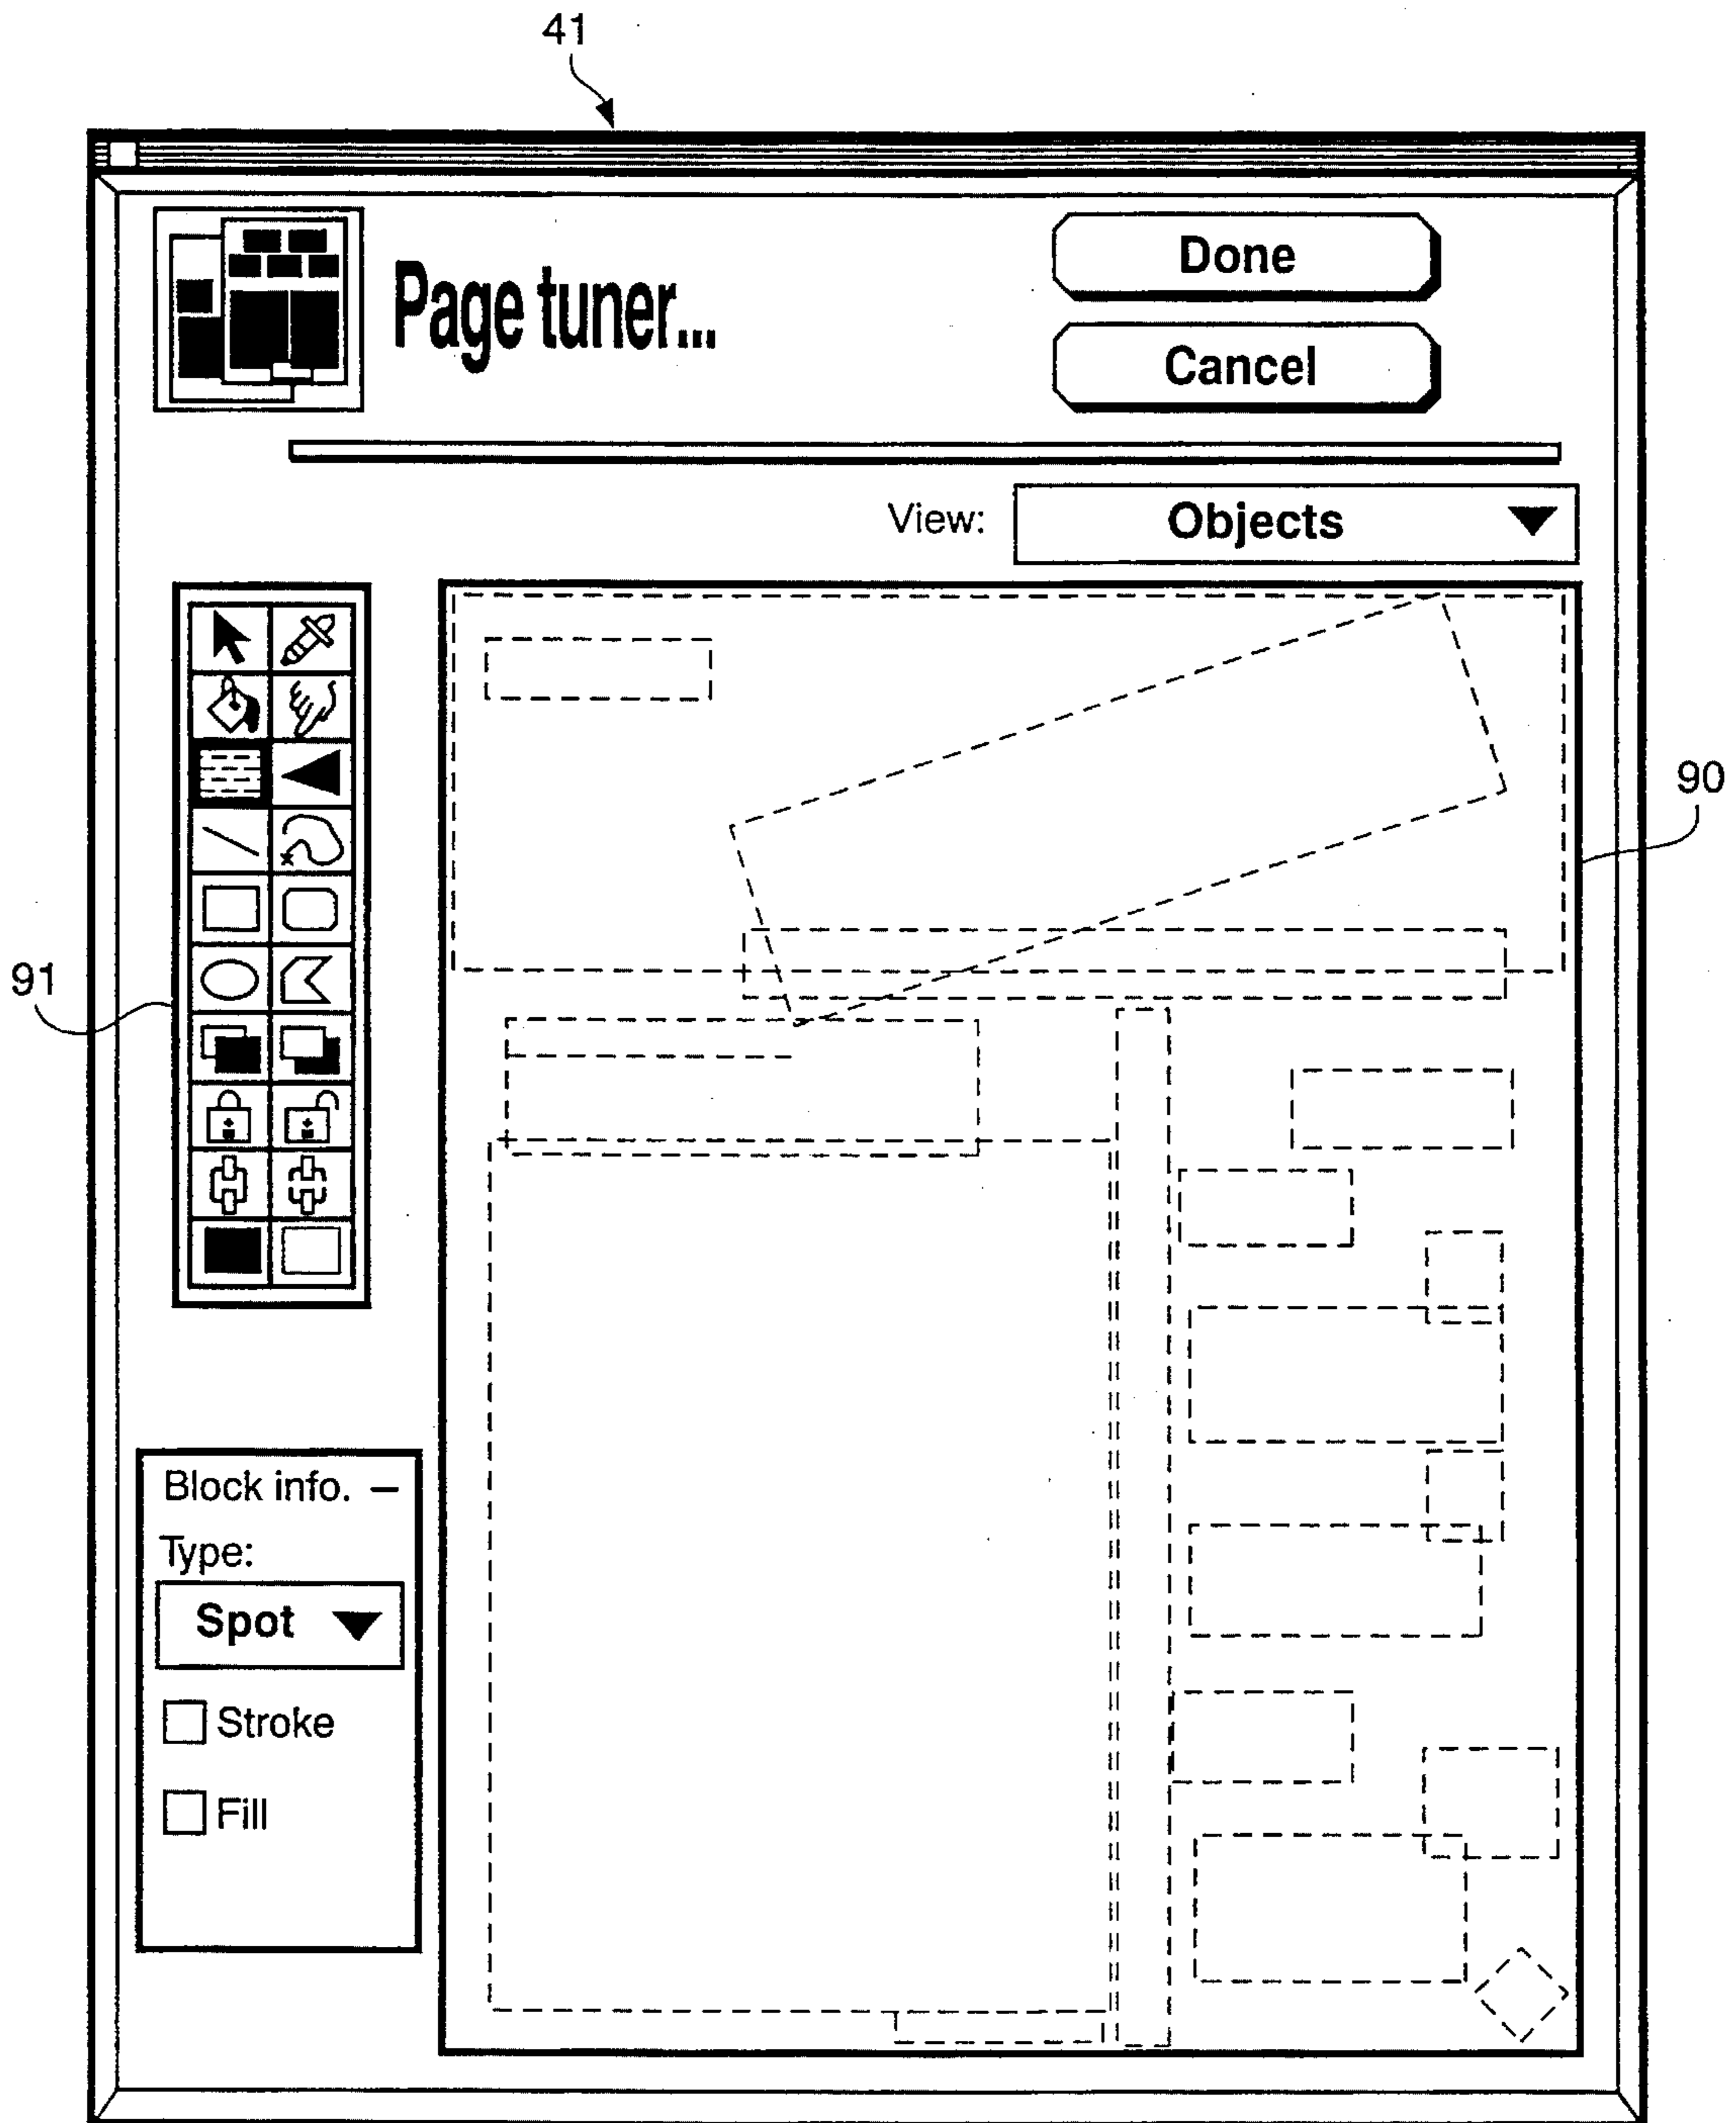 41
Page tuner...
Done
Cancel
View: Objects
90
91
Block info. –
Type:
Spot
Stroke
Fill